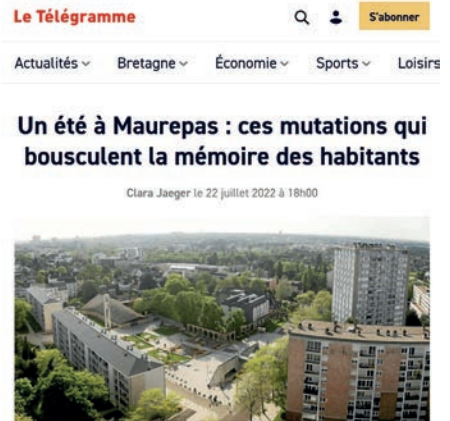 Le Télégramme
S'abonner
Actualités
Bretagne
Économie
Sports
Loisirs
Un été à Maurepas : ces mutations qui
bousculent la mémoire des habitants
Clara Jaeger le 22 juillet 2022 à 18h00